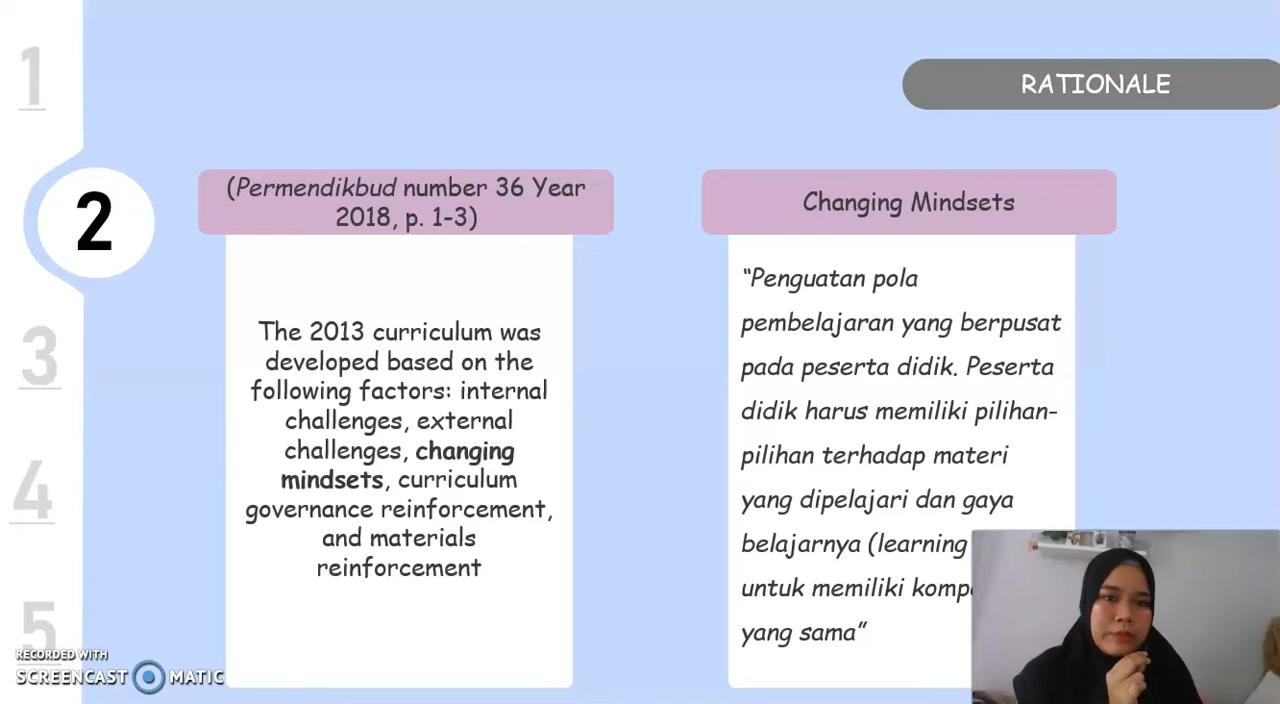 1
2
3
4
5
RATIONALE
(Permendikbud number 36 Year
2018, p. 1-3)
The 2013 curriculum was
developed based on the
following factors: internal
challenges, external
challenges, changing
mindsets, curriculum
governance reinforcement,
and materials
reinforcement
Changing Mindsets
“Penguatan pola
pembelajaran yang berpusat
pada peserta didik. Peserta
didik harus memiliki pilihan-
pilihan terhadap materi
yang dipelajari dan gaya
belajarnya (learning
untuk memiliki
yang sama”
RECORDED WITH
SCREENCAST MATIC